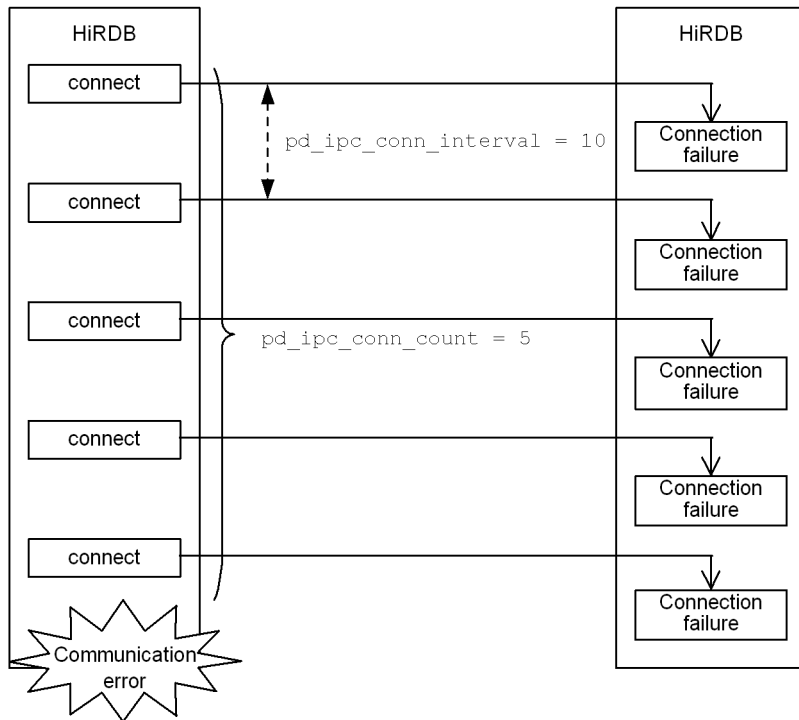 HiRDB
HiRDB
connect
Connection
failure
pd_ipc_conn_interval = 10
connect
Connection
failure
connect
pd_ipc_conn_count = 5
Connection
failure
connect
Connection
failure
connect
Connection
failure
Communication
error